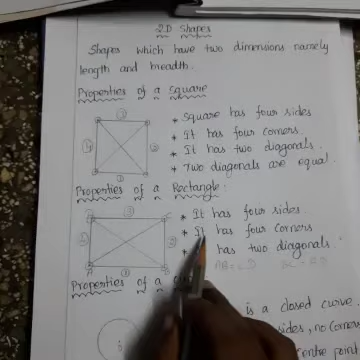 2D Shapes
Shapes which have two dimensions namely
length and breadth.
Properties of a Square
* Square has four sides
* It has four corners.
* It has two diagonals.
* Two diagonals are equal.
Properties of a Rectangle:
* It has four sides.
* It has four corners
* has two diagonals.
Properties of a
is a closed curve.
sides, no corners
centre point